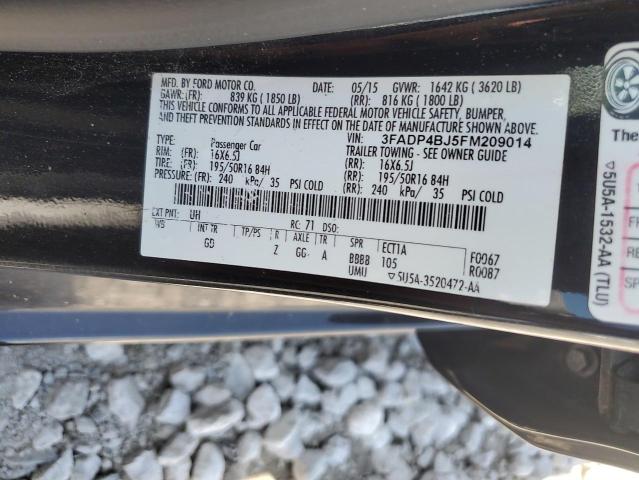 MFD. BY FORD MOTOR CO. DATE: 05/15 GVWR: 1642 KG ( 3620 LB)
GAWR: (FR): 839 KG ( 1850 LB) (RR): 816 KG ( 1800 LB)
THIS VEHICLE CONFORMS TO ALL APPLICABLE FEDERAL MOTOR VEHICLE SAFETY, BUMPER,
AND THEFT PREVENTION STANDARDS IN EFFECT ON THE DATE OF MANUFACTURE SHOWN ABOVE.
VIN: 3FADP4BJ5FM209014
TYPE: Passenger Car TRAILER TOWING - SEE OWNER GUIDE
RIM: (FR): 16X6.5J (RR): 16X6.5J
TIRE: (FR): 195/50R16 84H (RR): 195/50R16 84H
PRESSURE: (FR): 240 kPa/ 35 PSI COLD (RR): 240 kPa/ 35 PSI COLD
EXT PNT: UH RC: 71 DSO:
WB INT TR TP/PS R AXLE TR SPR ECT1A F0067
GD Z GG A BBBB 105 R0087
UMU 5U5A-3520472-AA
5U5A-1532-AA (TLU)
The